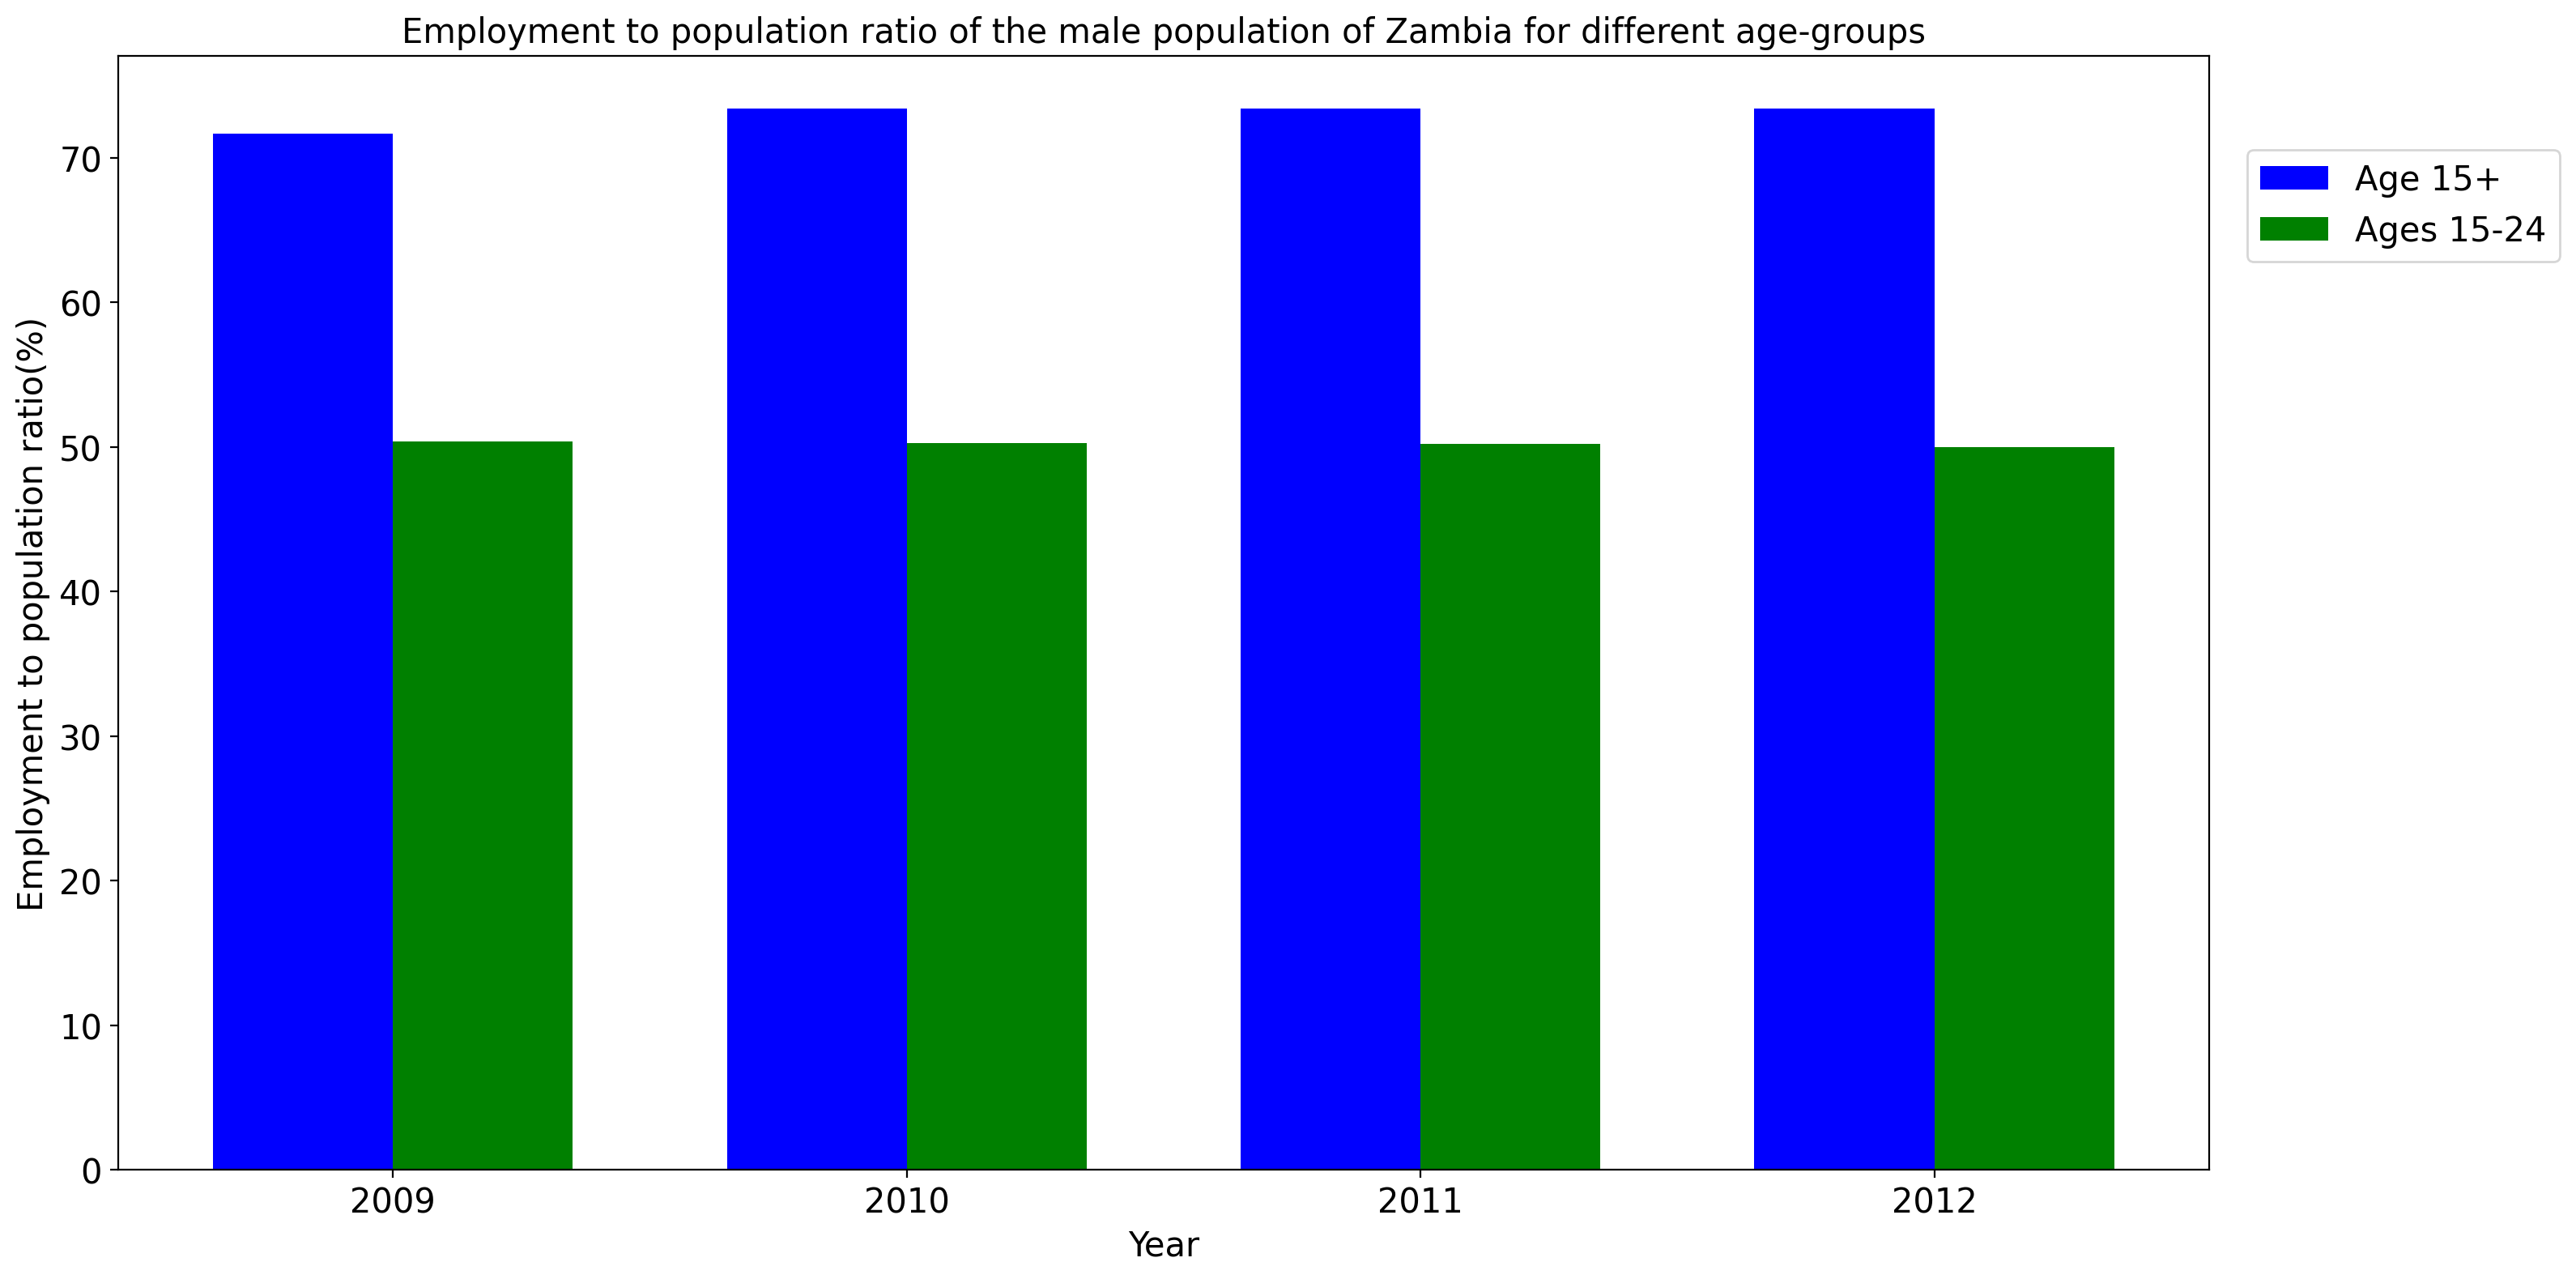 Employment to population ratio of the male population of Zambia for different age-groups
Employment to population ratio(%)
70
60
50
40
30
20
10
0
2009
2010
2011
2012
Year
Age 15+
Ages 15-24